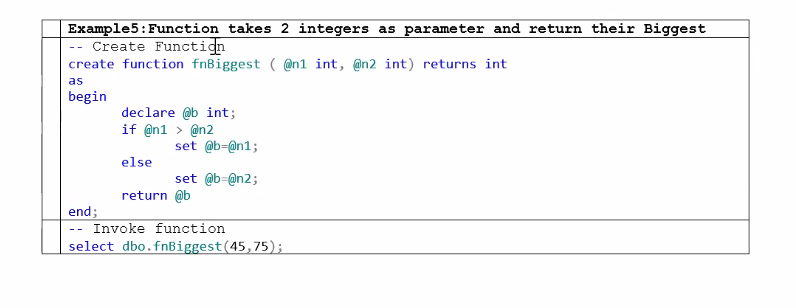 Example5:Function takes 2 integers as parameter and return their Biggest
-- Create Function
create function fnBiggest ( @n1 int, @n2 int) returns int
as
begin
declare @b int;
if @n1 > @n2
set @b=@n1;
else
set @b=@n2;
return @b
end;
-- Invoke function
select dbo.fnBiggest(45,75);